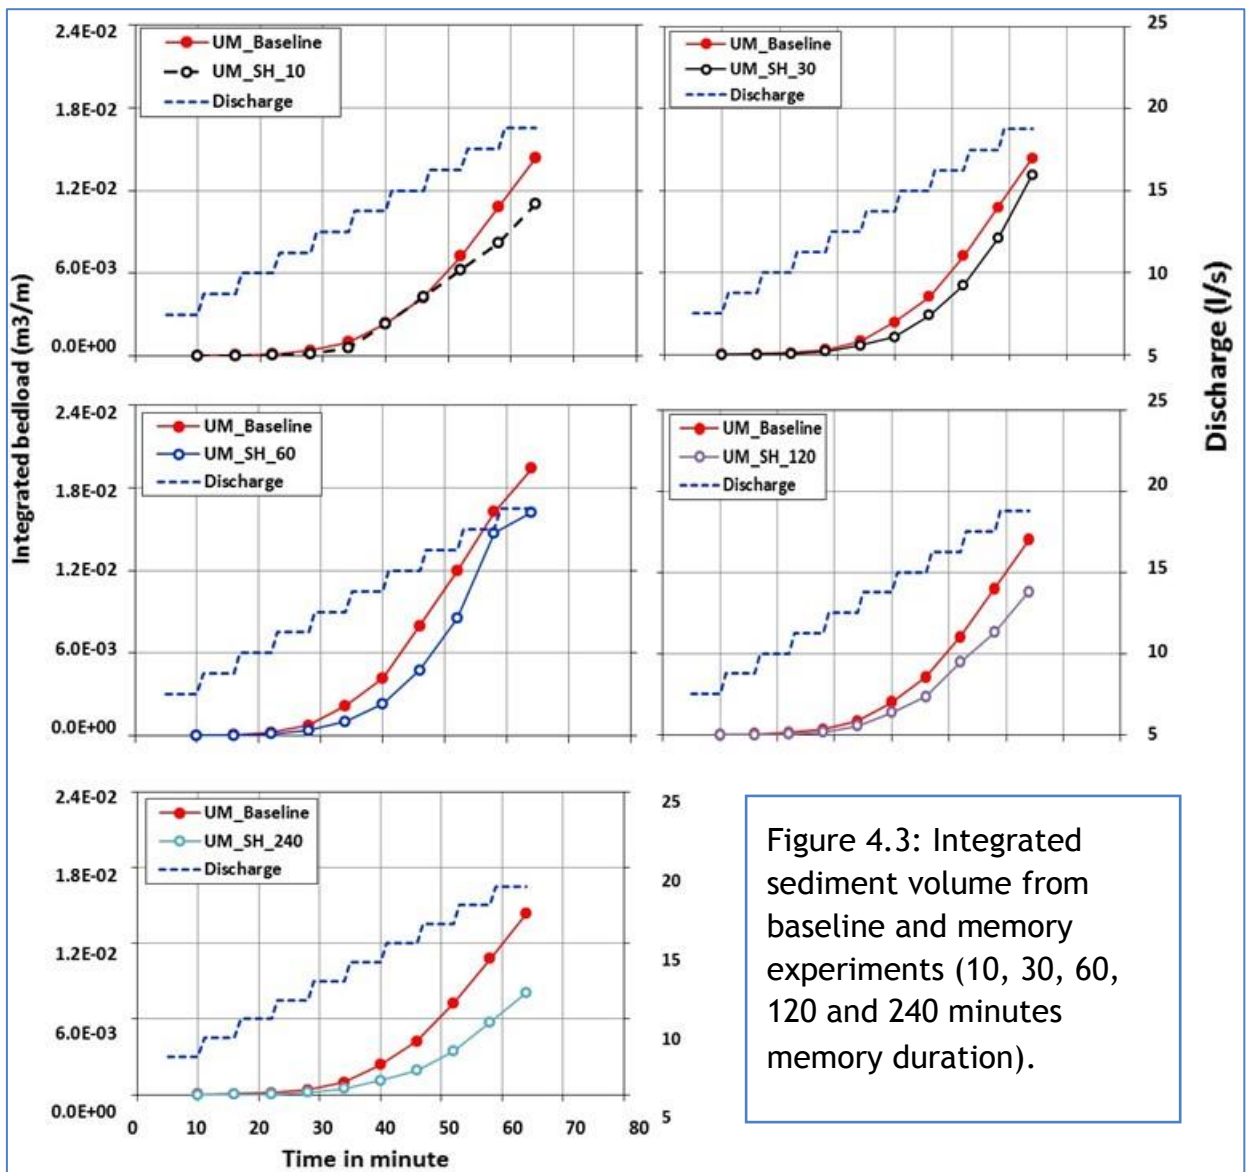 2.4E-02
1.8E-02
1.2E-02
6.0E-03
0.0E+00
UM_Baseline
UM_SH_10
Discharge
UM_Baseline
UM_SH_30
Discharge
25
20
15
10
5
Integrated bedload (m3/m)
Discharge (l/s)
2.4E-02
1.8E-02
1.2E-02
6.0E-03
0.0E+00
UM_Baseline
UM_SH_60
Discharge
UM_Baseline
UM_SH_120
Discharge
25
20
15
10
5
2.4E-02
1.8E-02
1.2E-02
6.0E-03
0.0E+00
UM_Baseline
UM_SH_240
Discharge
25
20
15
10
5
0 10 20 30 40 50 60 70 80
Time in minute
Figure 4.3: Integrated
sediment volume from
baseline and memory
experiments (10, 30, 60,
120 and 240 minutes
memory duration).